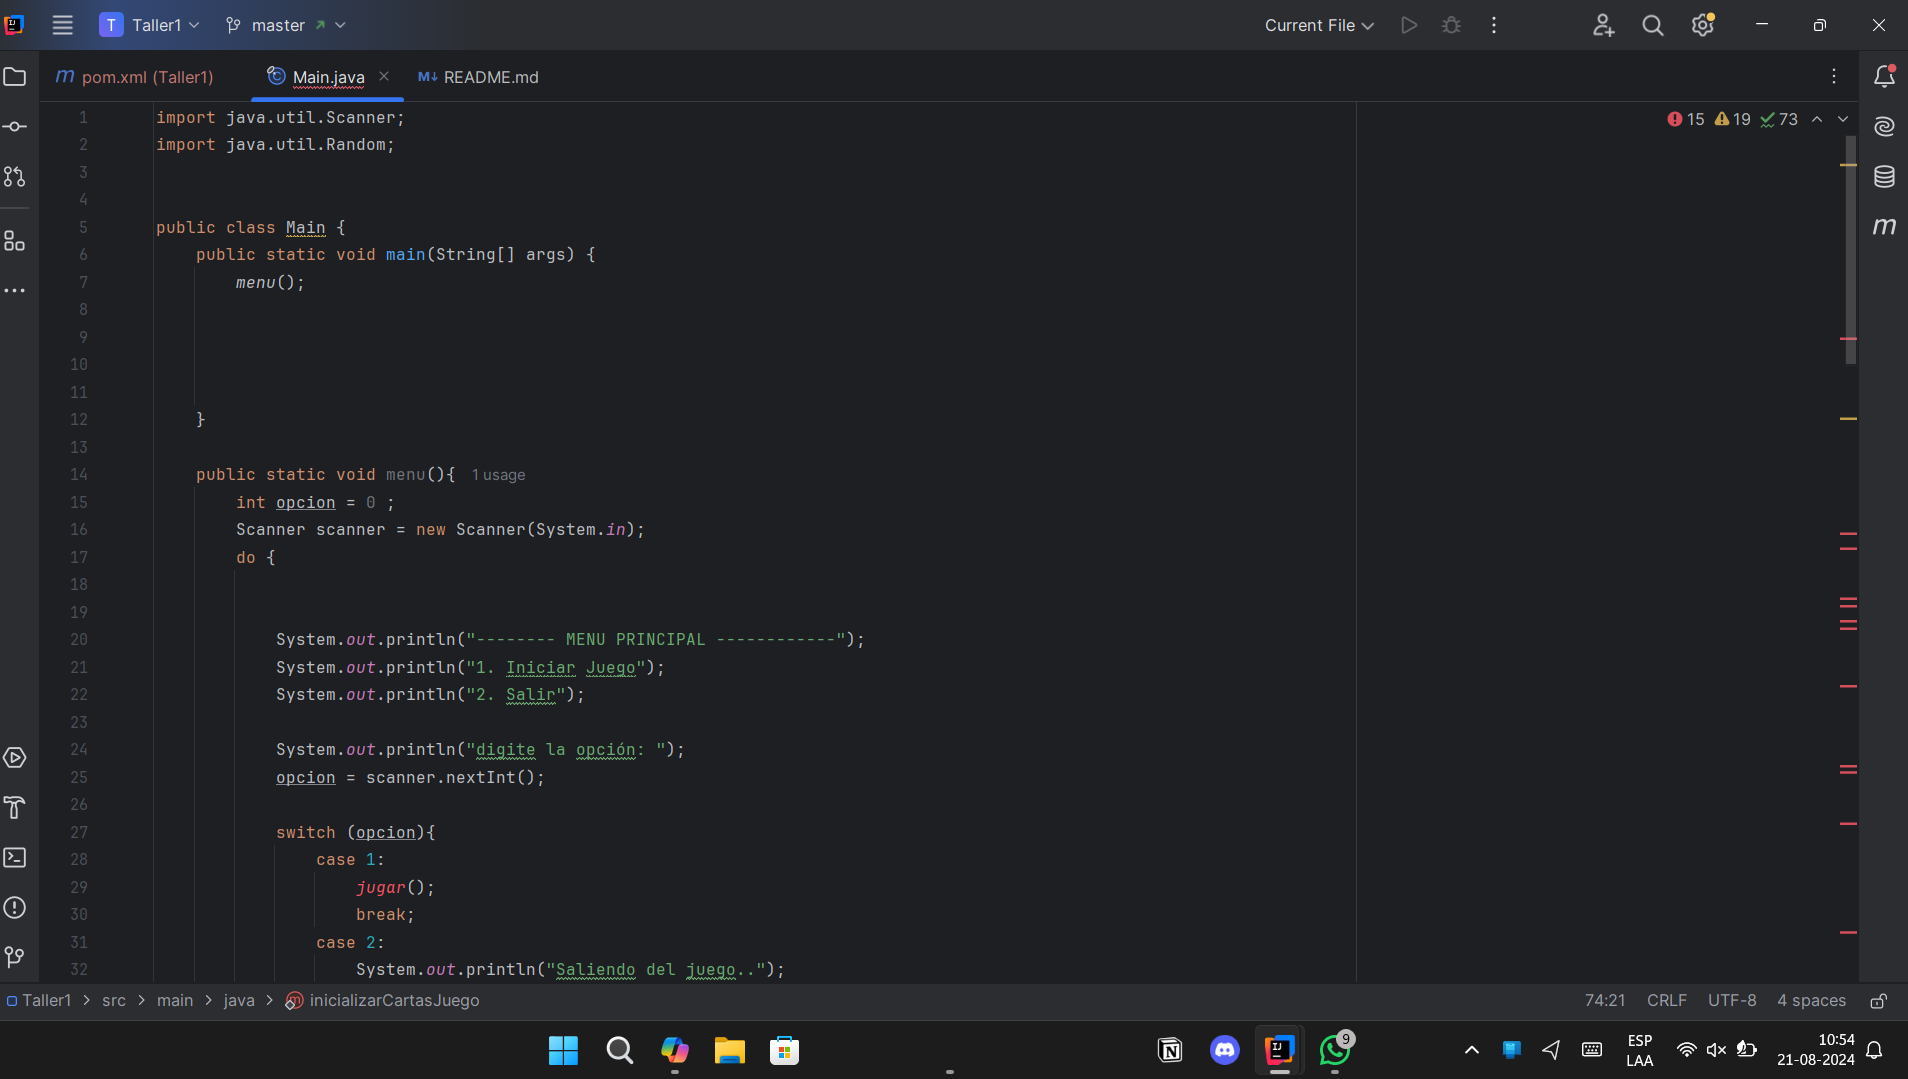 T Taller1 master Current File
m pom.xml (Taller1) Main.java M↓ README.md
15 19 73
1 import java.util.Scanner;
2 import java.util.Random;
3
4
5 public class Main {
6 public static void main(String[] args) {
7 menu();
8
9
10
11
12 }
13
14 public static void menu(){ 1 usage
15 int opcion = 0 ;
16 Scanner scanner = new Scanner(System.in);
17 do {
18
19
20 System.out.println("-------- MENU PRINCIPAL ------------");
21 System.out.println("1. Iniciar Juego");
22 System.out.println("2. Salir");
23
24 System.out.println("digite la opción: ");
25 opcion = scanner.nextInt();
26
27 switch (opcion){
28 case 1:
29 jugar();
30 break;
31 case 2:
32 System.out.println("Saliendo del juego..");
Taller1 > src > main > java > inicializarCartasJuego 74:21 CRLF UTF-8 4 spaces
9
ESP
LAA
10:54
21-08-2024